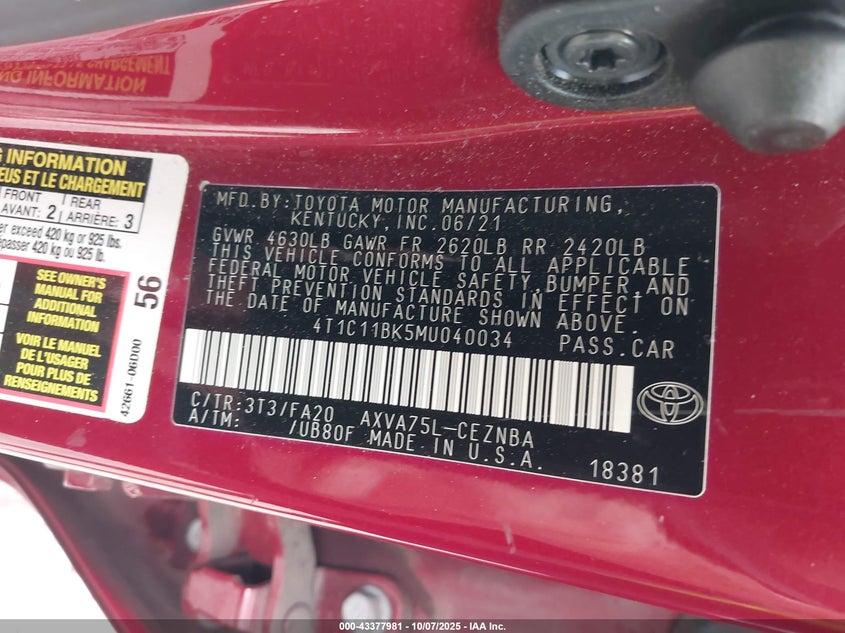 NG INFORMATION
G INFORMATION
EUS ET LE CHARGEMENT
FRONT
AVANT: 2
REAR
ARRIÈRE: 3
er exceed 420 kg or 925 lbs.
épasser 420 kg ou 925 lb.
SEE OWNER'S
MANUAL FOR
ADDITIONAL
INFORMATION
VOIR LE MANUEL
DE L'USAGER
POUR PLUS DE
RENSEIGNEMENTS
56
42661-06D00
MFD.BY:TOYOTA MOTOR MANUFACTURING,
KENTUCKY,INC.06/21
GVWR 4630LB GAWR FR 2620LB RR 2420LB
THIS VEHICLE CONFORMS TO ALL APPLICABLE
FEDERAL MOTOR VEHICLE SAFETY,BUMPER,AND
THEFT PREVENTION STANDARDS IN EFFECT ON
THE DATE OF MANUFACTURE SHOWN ABOVE.
4T1C11BK5MU040034 PASS.CAR
C/TR:3T3/FA20 AXVA75L-CEZNBA
A/TM: /UB80F MADE IN U.S.A.
18381
000-43377981 - 10/07/2025 - IAA Inc.